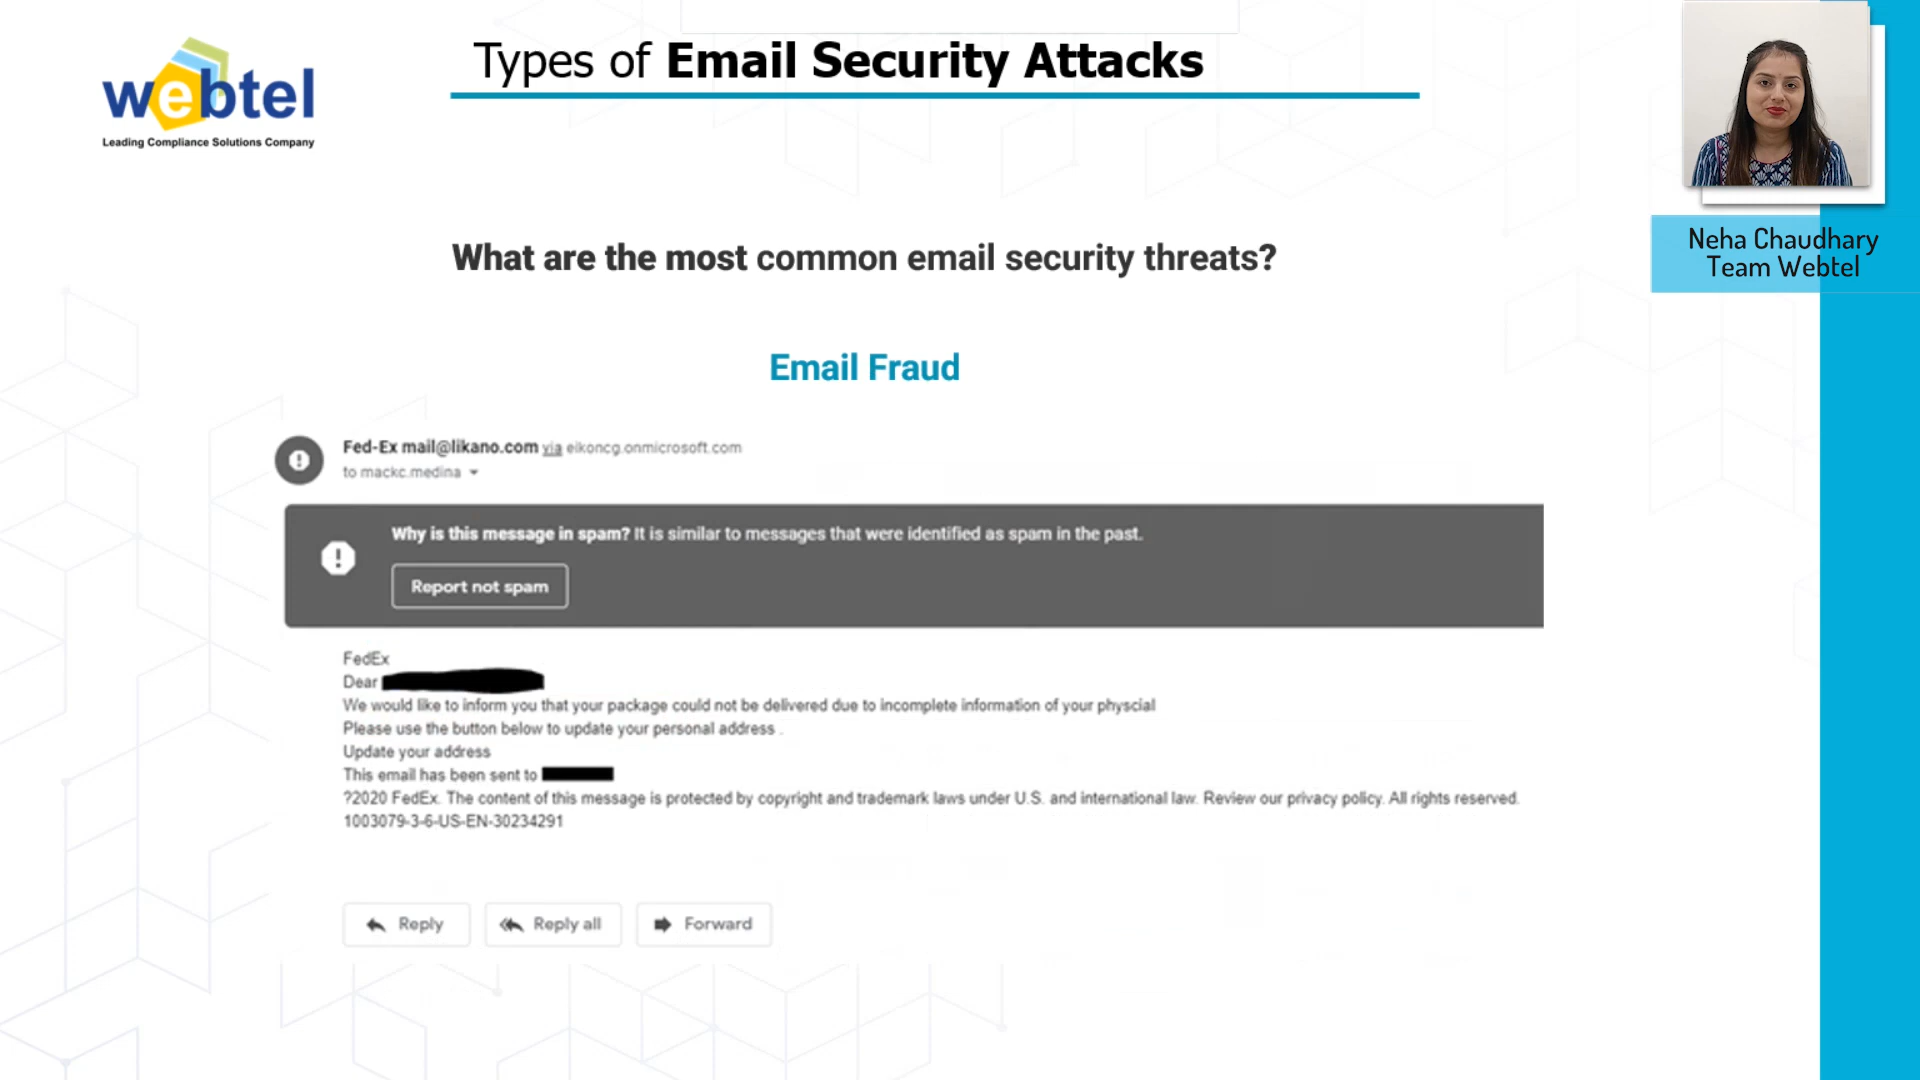 webtel
Leading Compliance Solutions Company
Types of Email Security Attacks
Neha Chaudhary
Team Webtel
What are the most common email security threats?
Email Fraud
Fed-Ex mail@likano.com via eikoncg.onmicrosoft.com
to mackc.medina
Why is this message in spam? It is similar to messages that were identified as spam in the past.
Report not spam
FedEx
Dear
We would like to inform you that your package could not be delivered due to incomplete information of your physcial
Please use the button below to update your personal address .
Update your address
This email has been sent to
?2020 FedEx. The content of this message is protected by copyright and trademark laws under U.S. and international law. Review our privacy policy. All rights reserved.
1003079-3-6-US-EN-30234291
Reply
Reply all
Forward